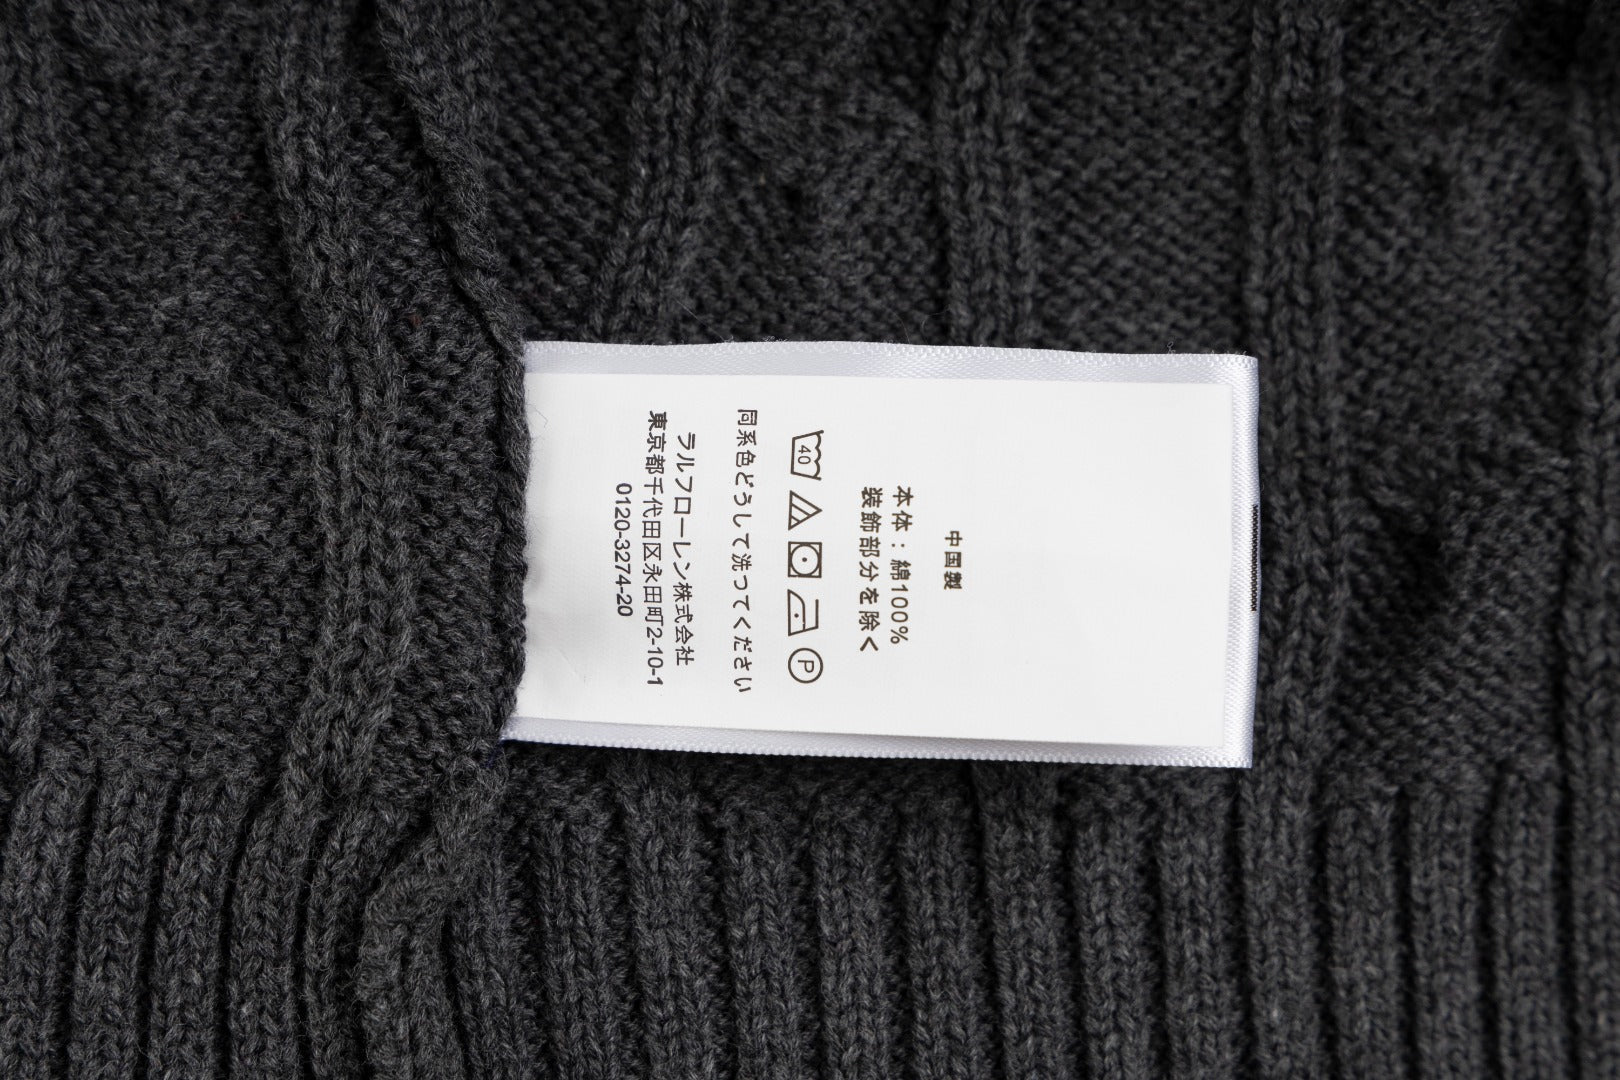 中国製
本体：綿100%
装飾部分を除く
40
P
同系色どうして洗ってください
ラルフローレン株式会社
東京都千代田区永田町2-10-1
0120-3274-20